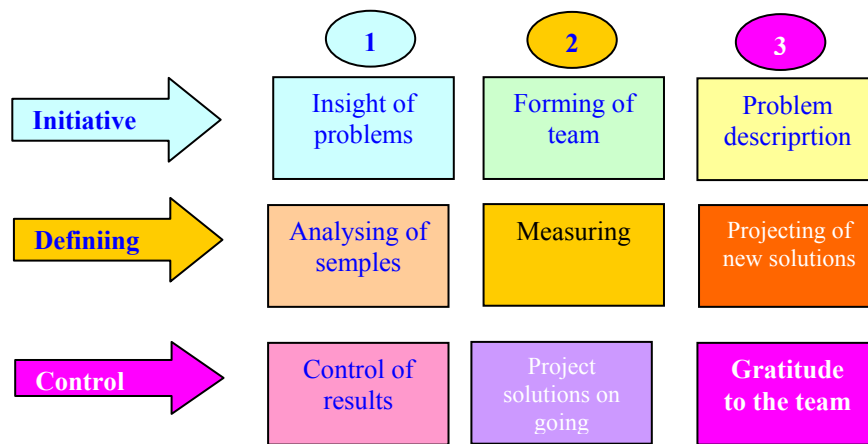 1
2
3
Initiative
Insight of
problems
Forming of
team
Problem
descriprtion
Definiing
Analysing of
semples
Measuring
Projecting of
new solutions
Control
Control of
results
Project
solutions on
going
Gratitude
to the team